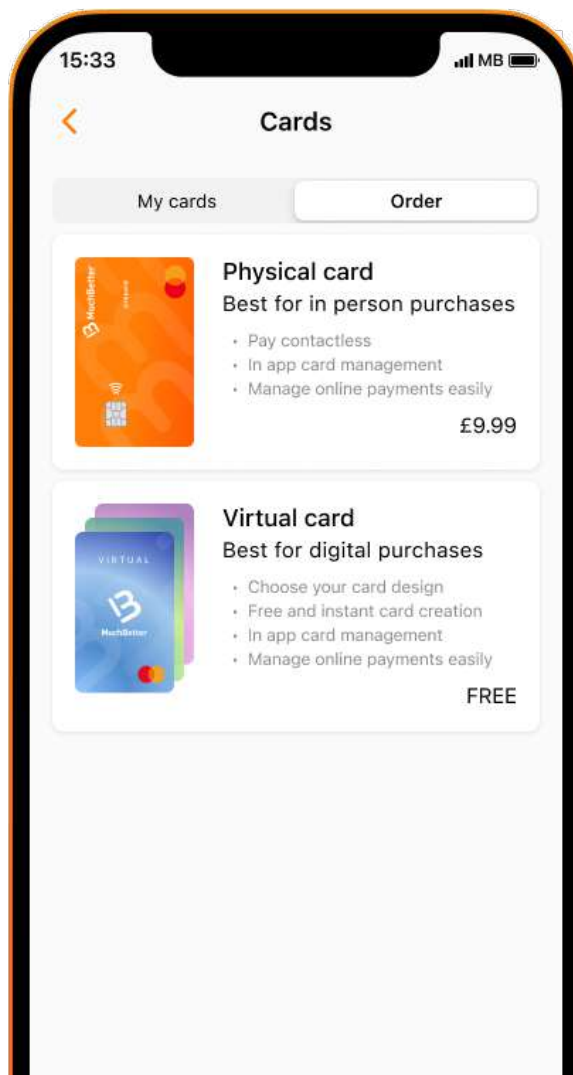 15:33
MB
Cards
My cards
Order
MuchBetter
PREPAID
Physical card
Best for in person purchases
• Pay contactless
• In app card management
• Manage online payments easily
£9.99
VIRTUAL
MuchBetter
Virtual card
Best for digital purchases
• Choose your card design
• Free and instant card creation
• In app card management
• Manage online payments easily
FREE